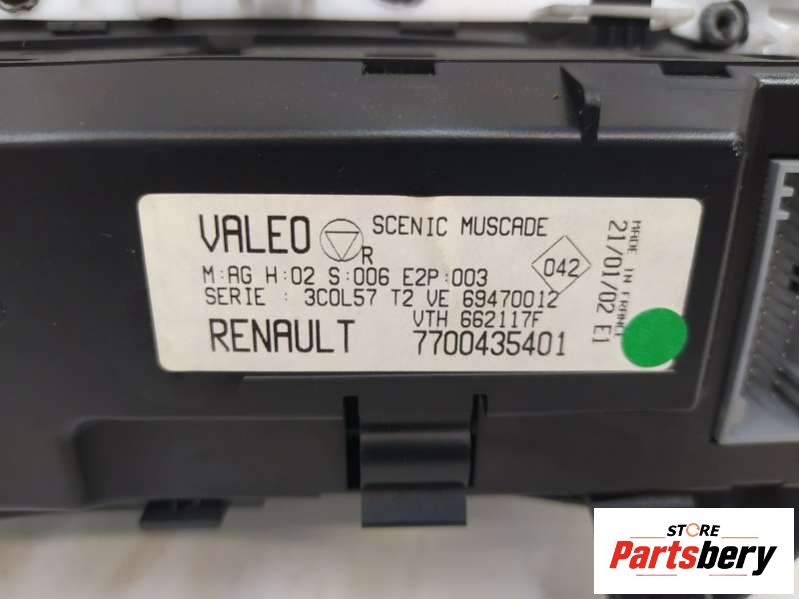 VALEO R SCENIC MUSCADE
M:AG H:02 S:006 E2P:003
042
SERIE : 3C0L57 T2 VE 69470012
VTH 662117F
RENAULT 7700435401
MADE IN FRANCE
21/01/02 E1
STORE
Partsbery